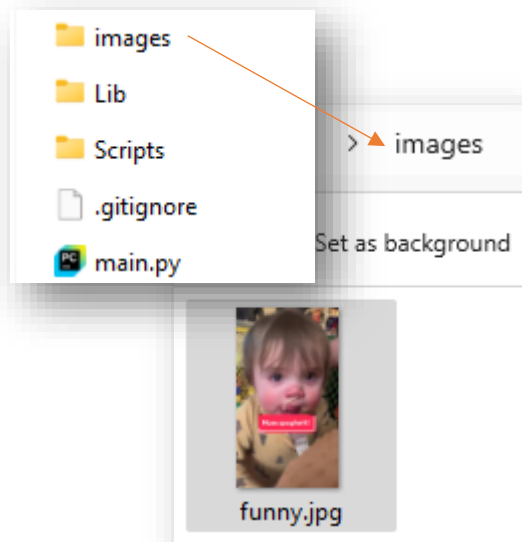 images
Lib
Scripts
.gitignore
main.py
> images
Set as background
funny.jpg